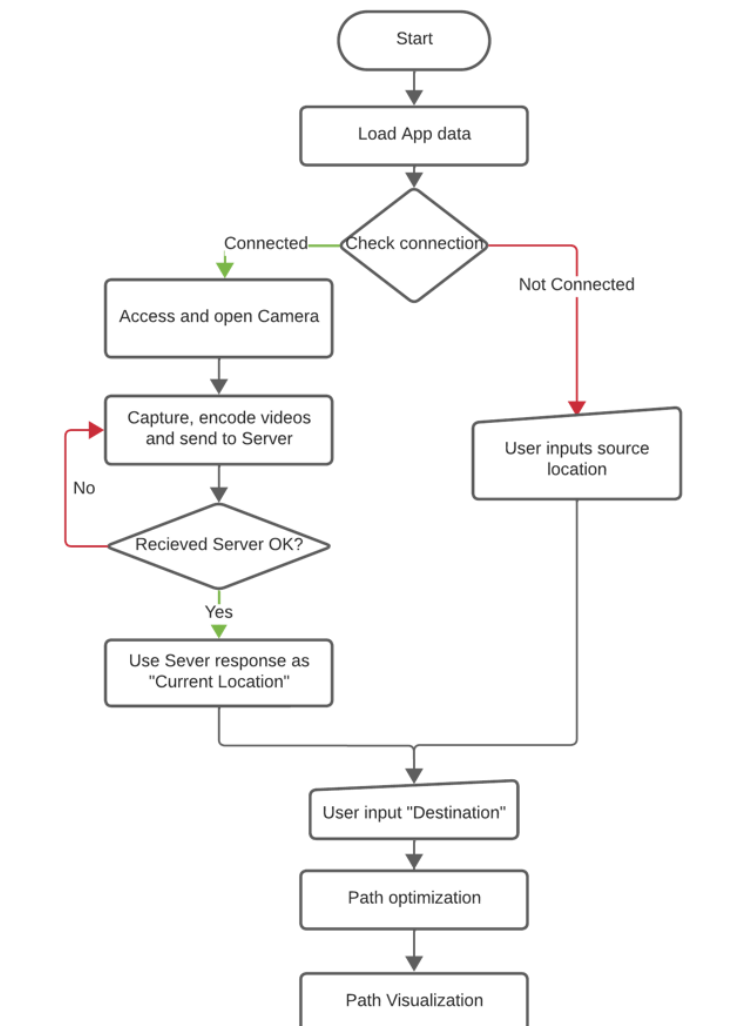 Start
Load App data
Check connection
Connected
Not Connected
Access and open Camera
Capture, encode videos
and send to Server
User inputs source
location
No
Recieved Server OK?
Yes
Use Sever response as
"Current Location"
User input "Destination"
Path optimization
Path Visualization